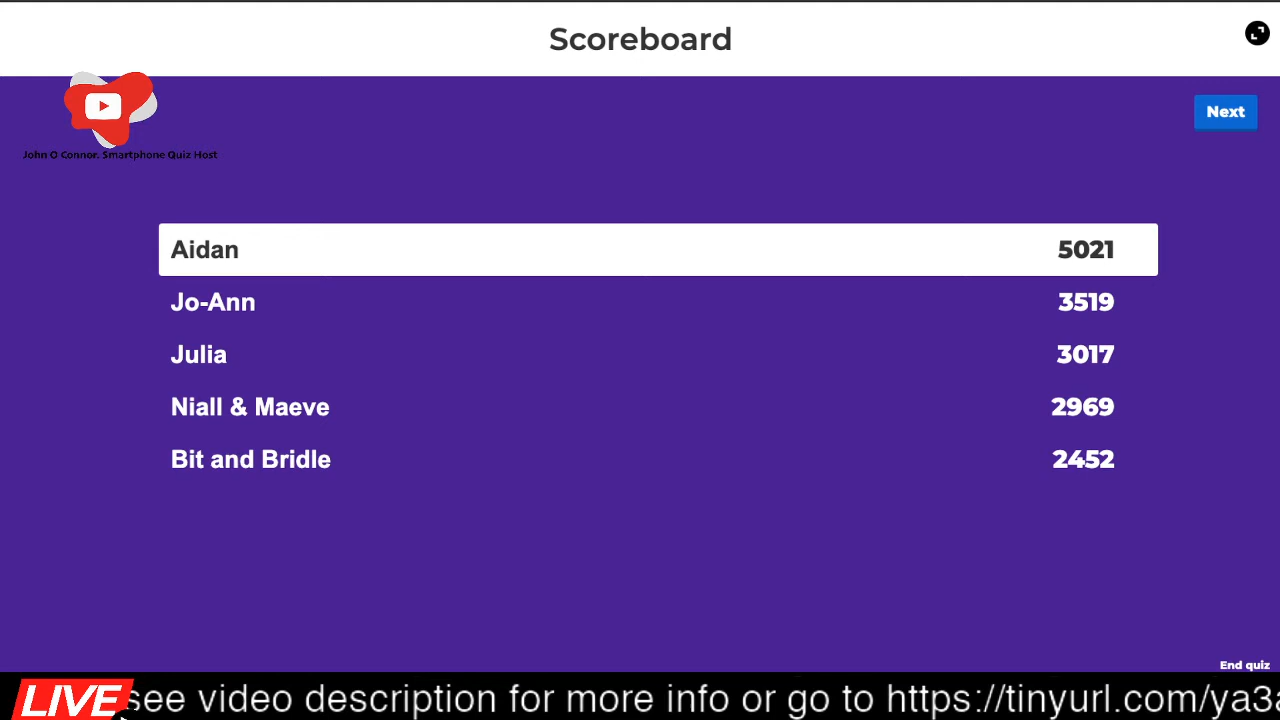 Scoreboard
Next
John O Connor. Smartphone Quiz Host
Aidan 5021
Jo-Ann 3519
Julia 3017
Niall & Maeve 2969
Bit and Bridle 2452
End quiz
LIVE see video description for more info or go to https://tinyurl.com/ya3a